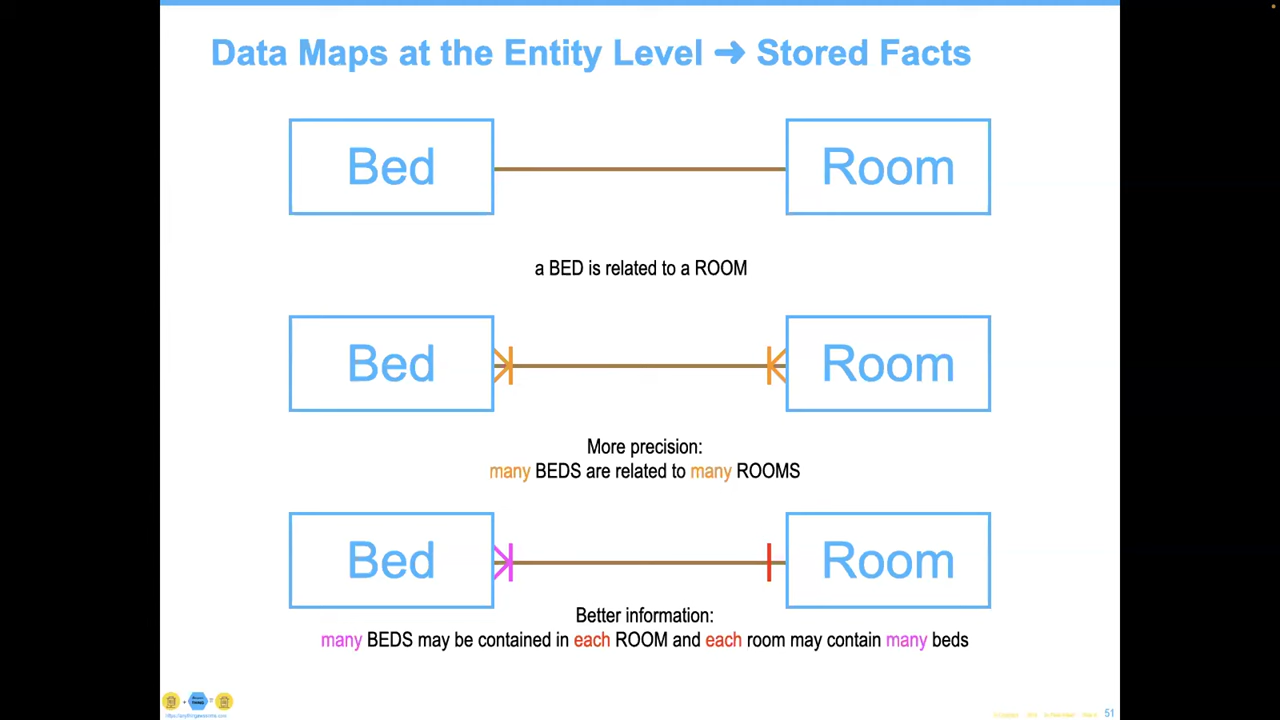 Data Maps at the Entity Level ➜ Stored Facts
Bed
Room
a BED is related to a ROOM
Bed
Room
More precision:
many BEDS are related to many ROOMS
Bed
Room
Better information:
many BEDS may be contained in each ROOM and each room may contain many beds
51